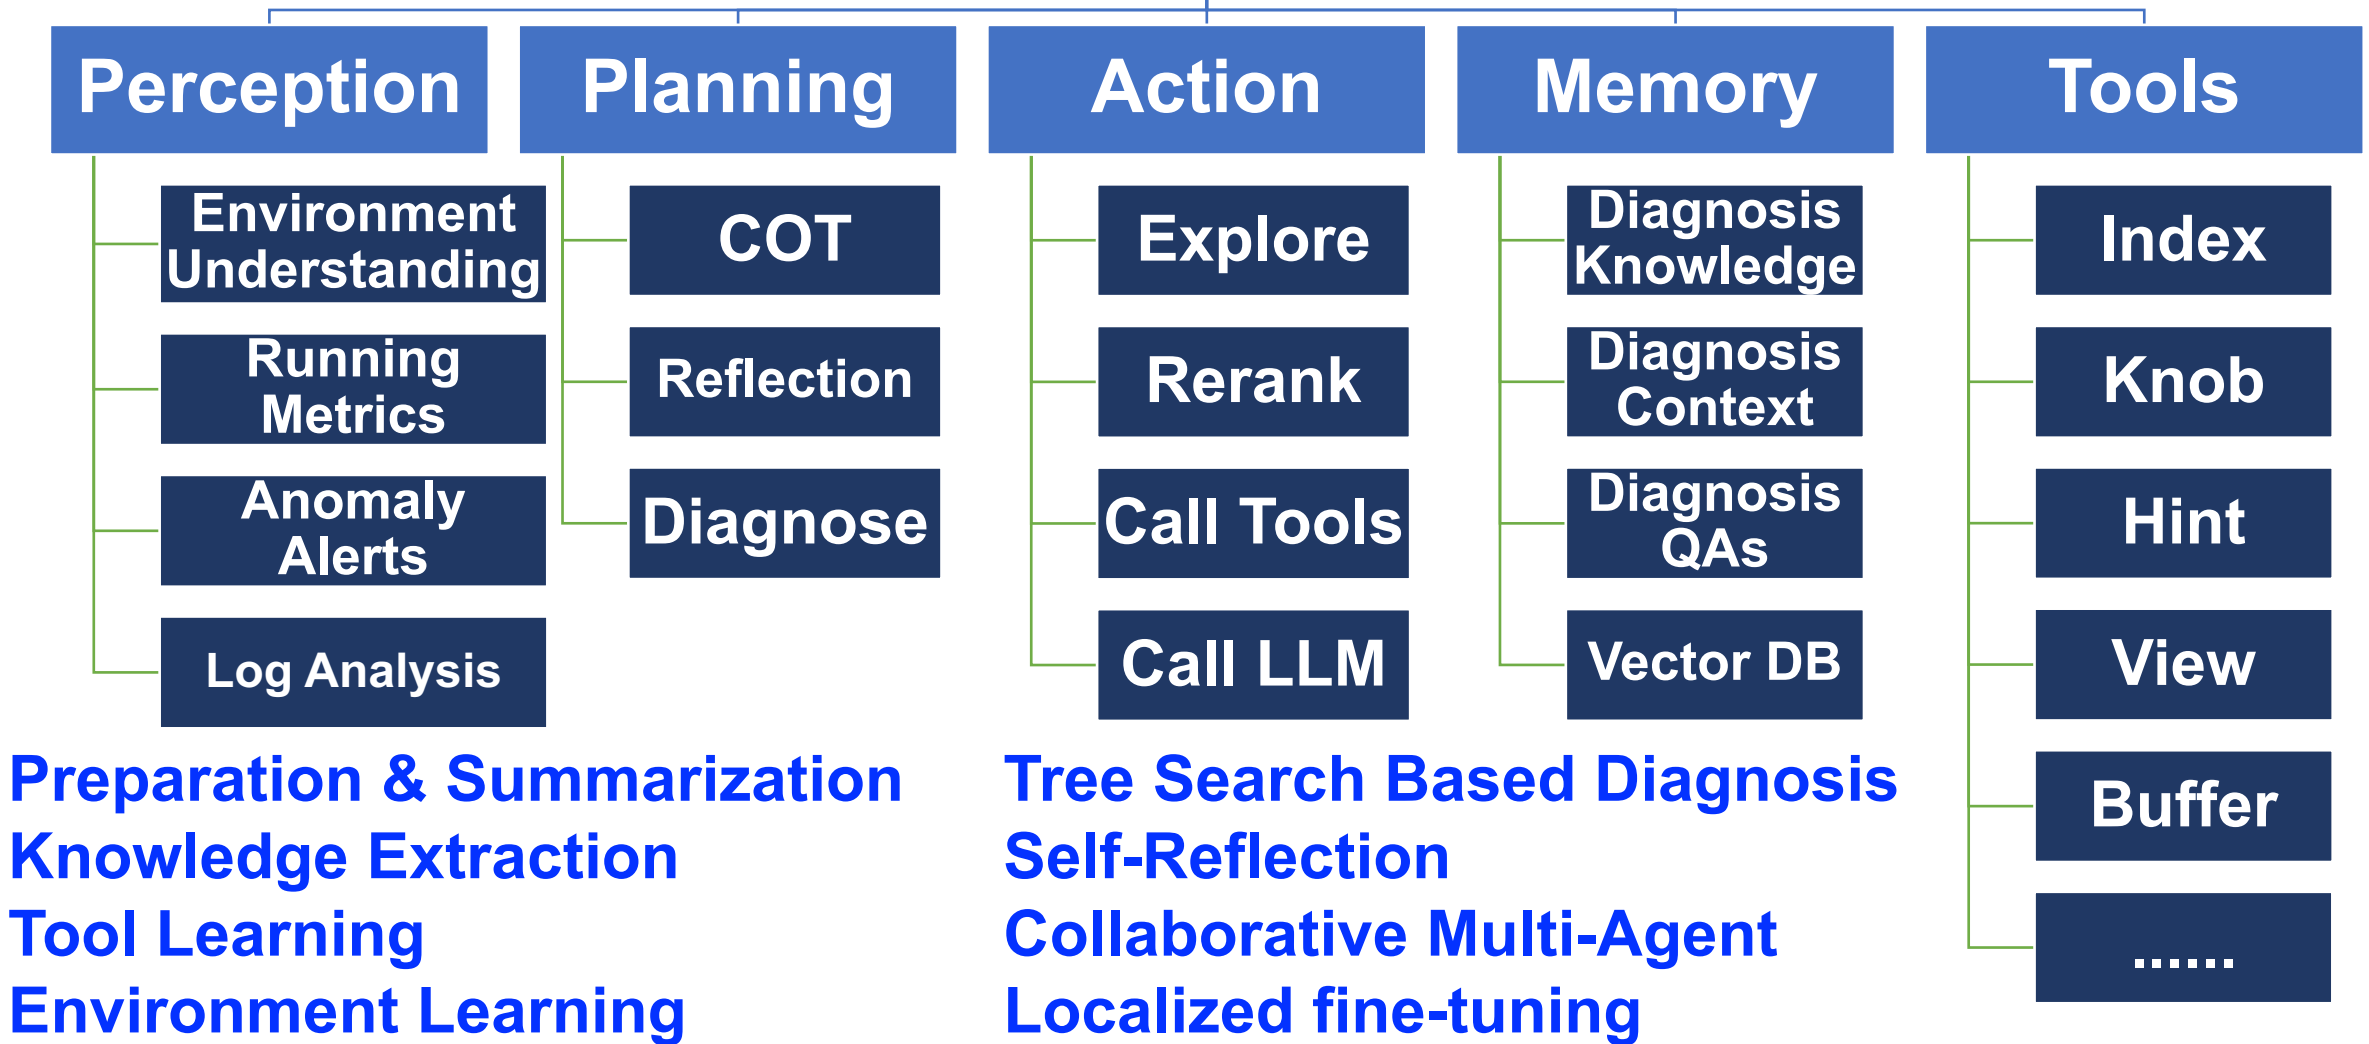 Perception
Environment
Understanding
Running
Metrics
Anomaly
Alerts
Log Analysis
Planning
COT
Reflection
Diagnose
Action
Explore
Rerank
Call Tools
Call LLM
Memory
Diagnosis
Knowledge
Diagnosis
Context
Diagnosis
QAs
Vector DB
Tools
Index
Knob
Hint
View
Buffer
......
Preparation & Summarization
Knowledge Extraction
Tool Learning
Environment Learning
Tree Search Based Diagnosis
Self-Reflection
Collaborative Multi-Agent
Localized fine-tuning